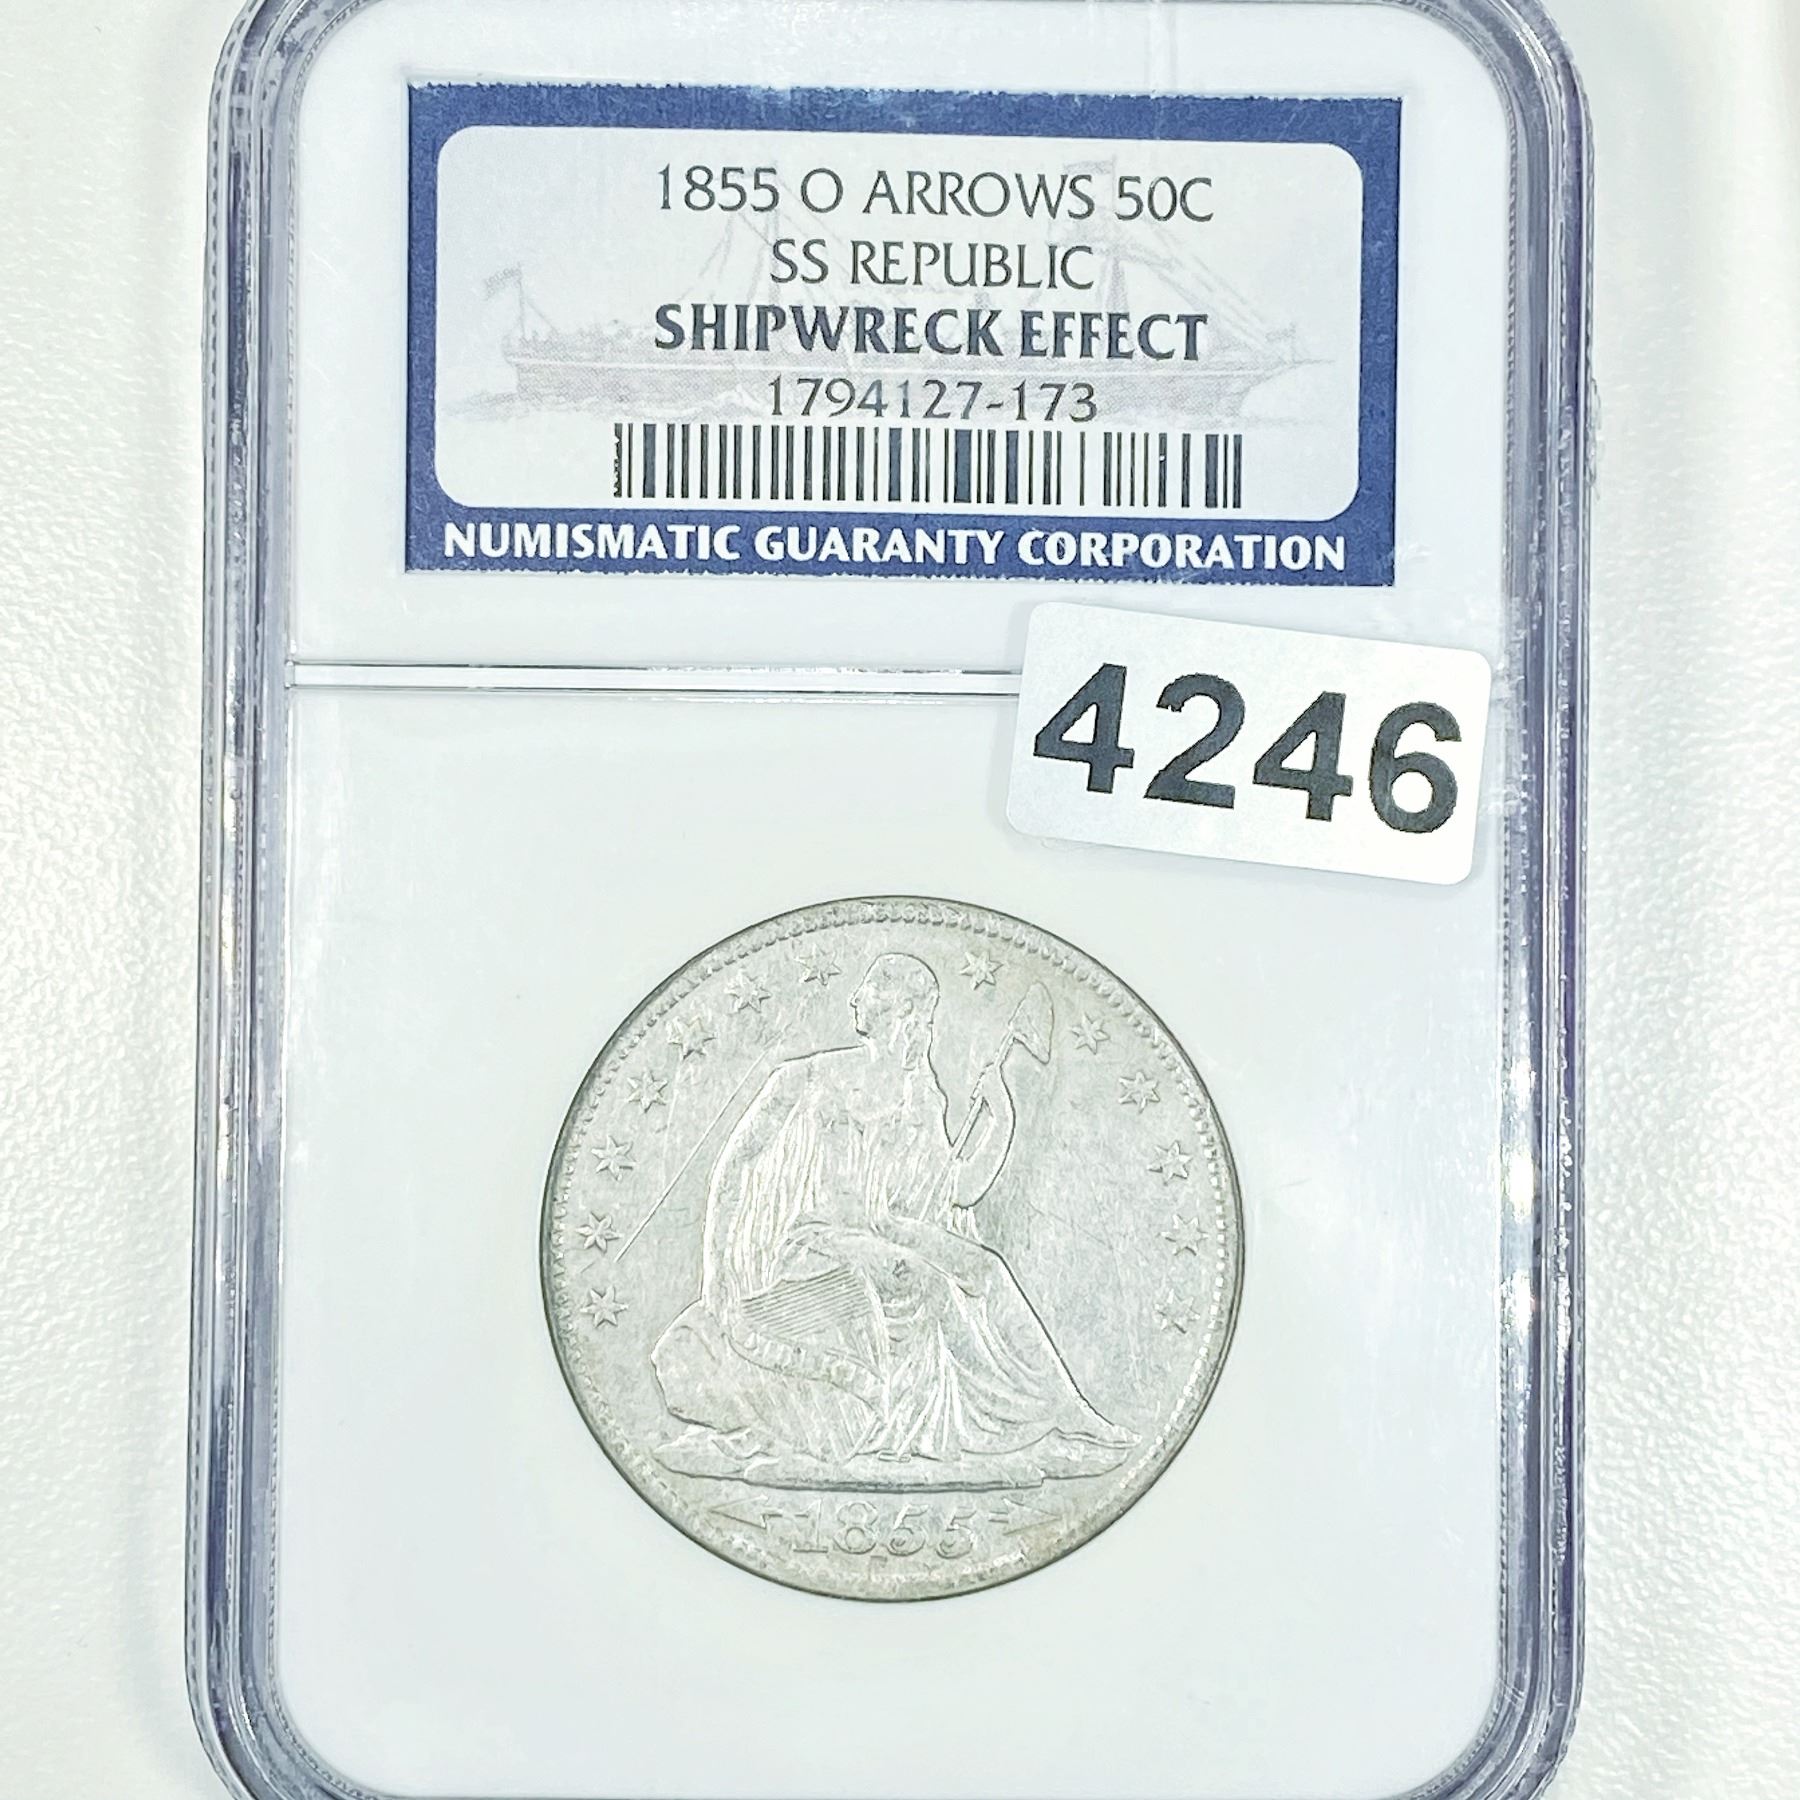 1855 O ARROWS 50C
SS REPUBLIC
SHIPWRECK EFFECT
1794127-173
NUMISMATIC GUARANTY CORPORATION
4246
1855